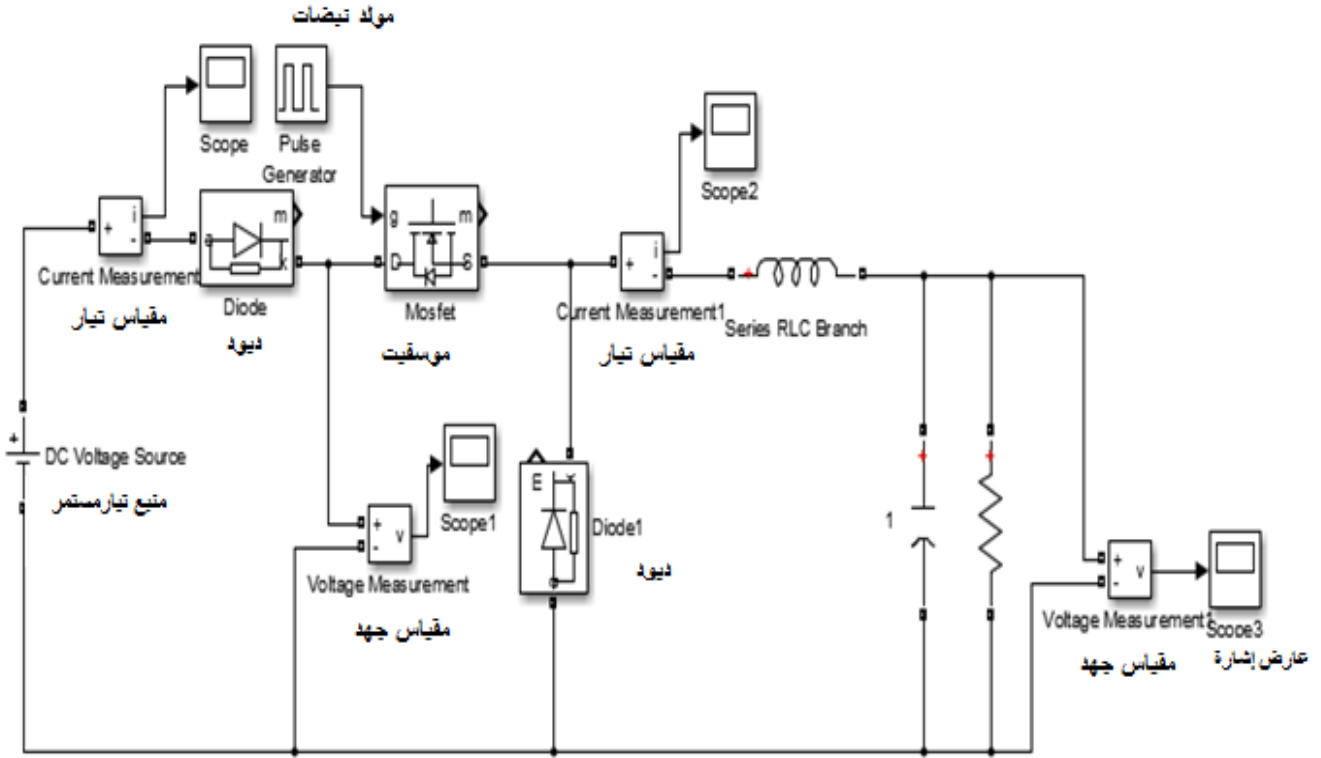 مولد نبضات
Scope
Pulse
Generator
Scope2
+
i
-
m
a
k
g
m
D
S
+
i
-
Current Measurement
Diode
Mosfet
Current Measurement1
Series RLC Branch
مقياس تيار
ديود
موسفيت
مقياس تيار
+
DC Voltage Source
منبع تيار مستمر
Scope1
+
-
v
Voltage Measurement
مقياس جهد
m
k
a
Diode1
ديود
1
+
-
v
Voltage Measurement1
Scope3
مقياس جهد
عارض إشارة